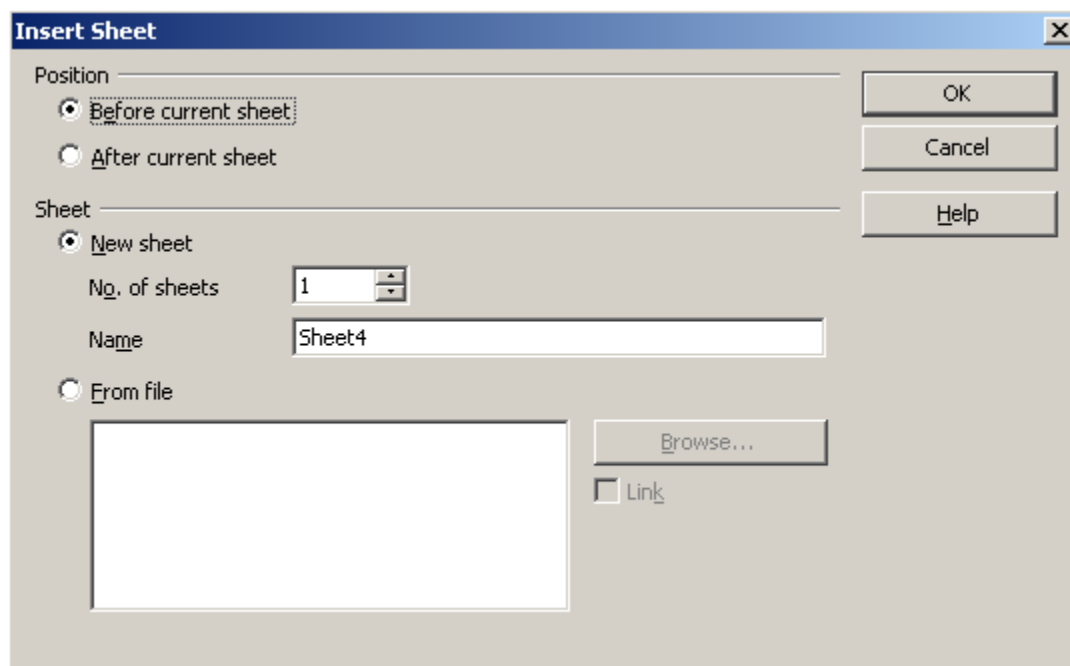 Insert Sheet
Position
Before current sheet
After current sheet
OK
Cancel
Help
Sheet
New sheet
No. of sheets 1
Name Sheet4
From file
Browse...
Link